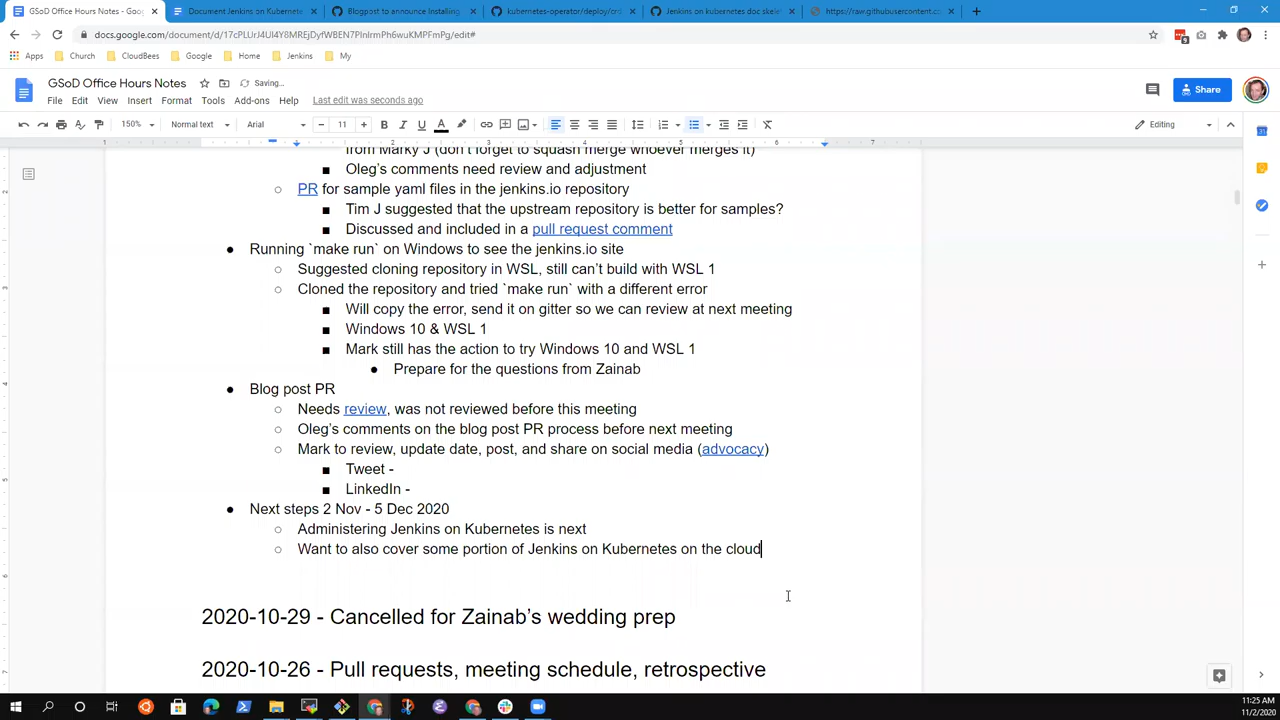 GSoD Office Hours Notes - Goo
Document Jenkins on Kubernete
Blogpost to announce Installing
kubernetes-operator/deploy/crd
Jenkins on kubernetes doc skele
https://raw.githubusercontent.c
docs.google.com/document/d/17cPLUrJ4UI4Y8MREjDyfWBEN7PInIrmPh6wuKMPFmPg/edit#
Apps
Church
CloudBees
Google
Home
Jenkins
My
GSoD Office Hours Notes
Saving...
File Edit View Insert Format Tools Add-ons Help Last edit was seconds ago
Share
150% Normal text Arial 11 Editing
1 1 2 3 4 5 6 7
from Marky J (don't forget to squash merge whoever merges it)
Oleg's comments need review and adjustment
PR for sample yaml files in the jenkins.io repository
Tim J suggested that the upstream repository is better for samples?
Discussed and included in a pull request comment
Running `make run` on Windows to see the jenkins.io site
Suggested cloning repository in WSL, still can't build with WSL 1
Cloned the repository and tried `make run` with a different error
Will copy the error, send it on gitter so we can review at next meeting
Windows 10 & WSL 1
Mark still has the action to try Windows 10 and WSL 1
Prepare for the questions from Zainab
Blog post PR
Needs review, was not reviewed before this meeting
Oleg's comments on the blog post PR process before next meeting
Mark to review, update date, post, and share on social media (advocacy)
Tweet -
LinkedIn -
Next steps 2 Nov - 5 Dec 2020
Administering Jenkins on Kubernetes is next
Want to also cover some portion of Jenkins on Kubernetes on the cloud
2020-10-29 - Cancelled for Zainab's wedding prep
2020-10-26 - Pull requests, meeting schedule, retrospective
11:25 AM
11/2/2020